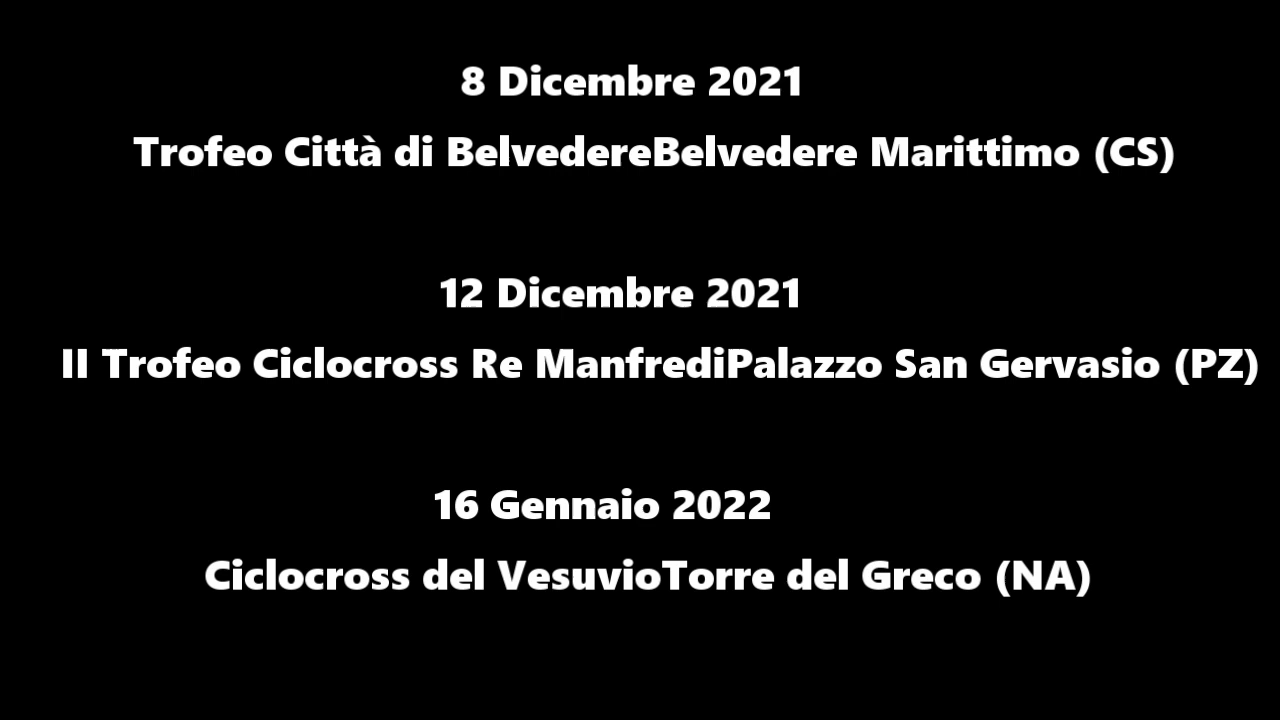 8 Dicembre 2021
Trofeo Città di BelvedereBelvedere Marittimo (CS)
12 Dicembre 2021
II Trofeo Ciclocross Re ManfrediPalazzo San Gervasio (PZ)
16 Gennaio 2022
Ciclocross del VesuvioTorre del Greco (NA)